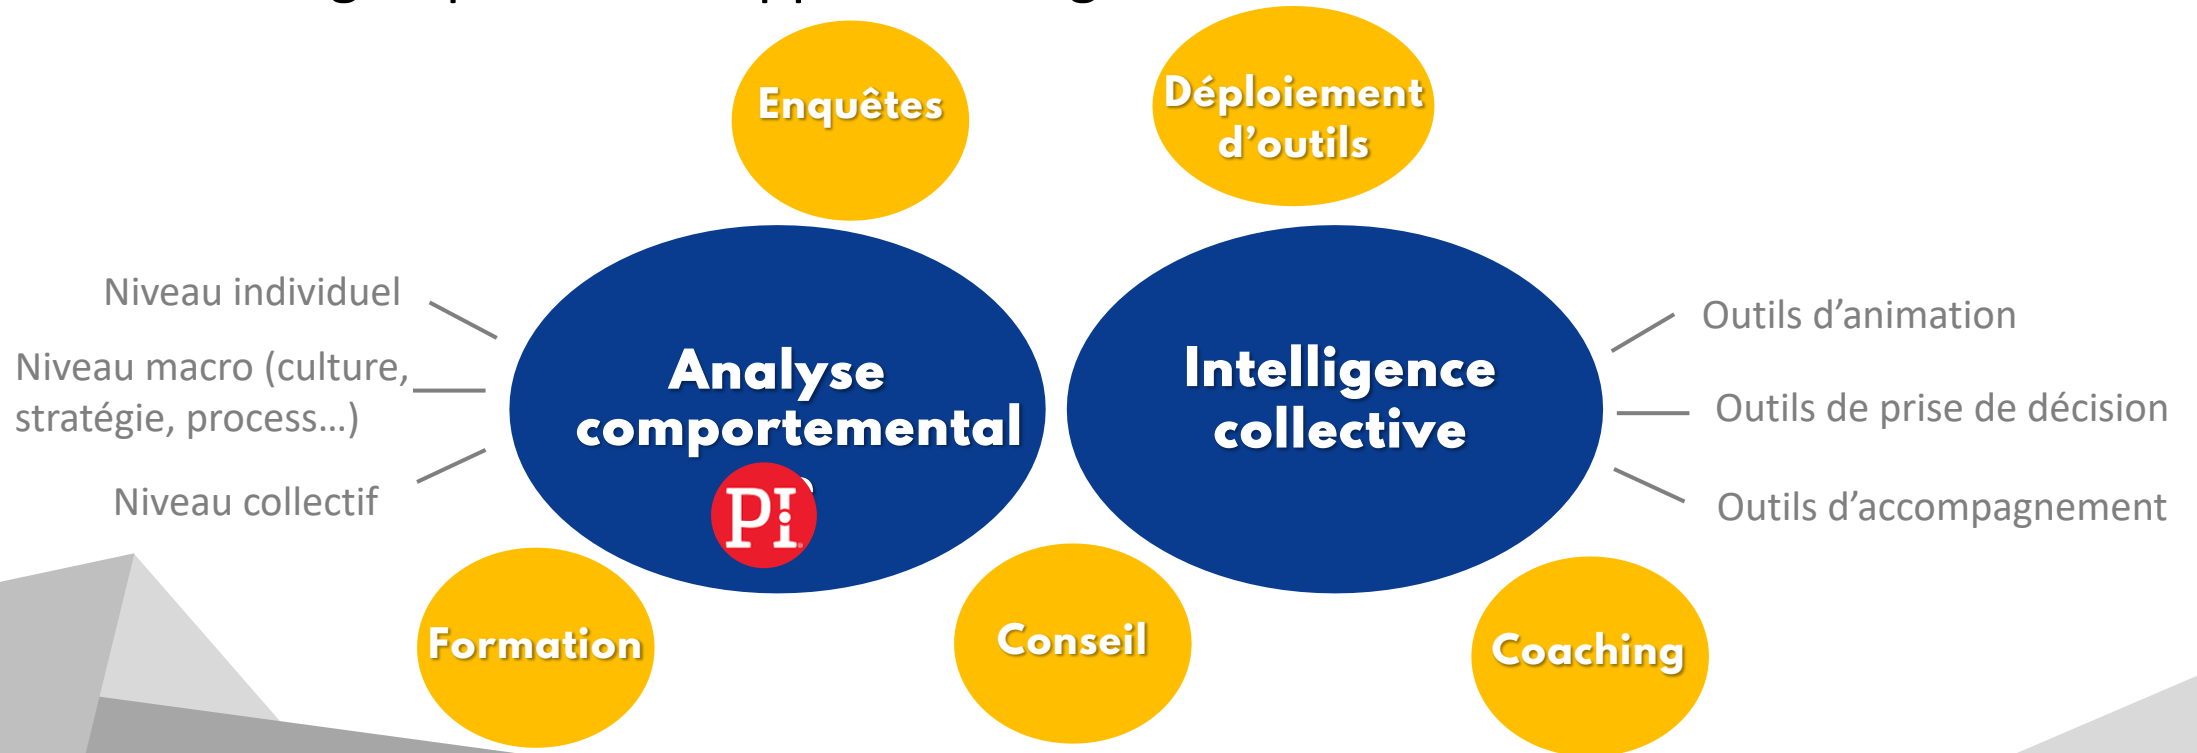 Enquêtes
Déploiement
d’outils
Niveau individuel
Niveau macro (culture,
stratégie, process…)
Niveau collectif
Analyse
comportemental
PI
Intelligence
collective
Outils d’animation
Outils de prise de décision
Outils d’accompagnement
Formation
Conseil
Coaching